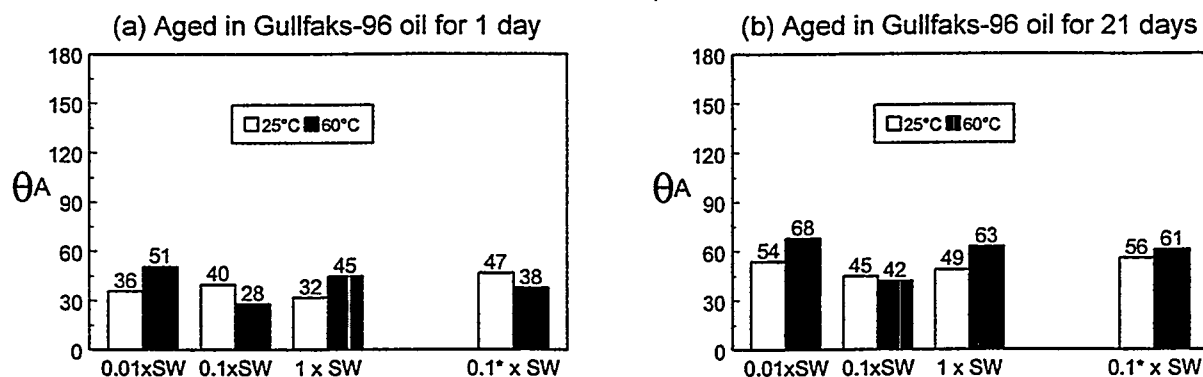 (a) Aged in Gullfaks-96 oil for 1 day
180
150
120
90
60
30
0
θA
25°C 60°C
36 51 40 28 32 45 47 38
0.01xSW 0.1xSW 1 x SW 0.1* x SW
(b) Aged in Gullfaks-96 oil for 21 days
180
150
120
90
60
30
0
θA
25°C 60°C
54 68 45 42 49 63 56 61
0.01xSW 0.1xSW 1 x SW 0.1* x SW